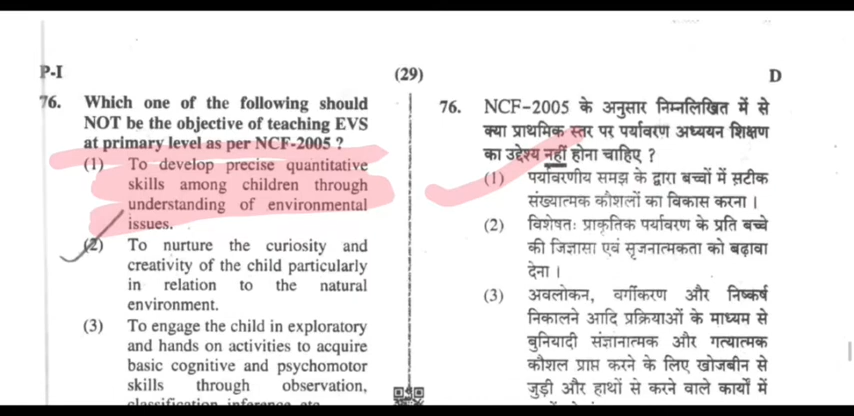 P-I
(29)
D
76. Which one of the following should
NOT be the objective of teaching EVS
at primary level as per NCF-2005 ?
(1) To develop precise quantitative
skills among children through
understanding of environmental
issues.
(2) To nurture the curiosity and
creativity of the child particularly
in relation to the natural
environment.
(3) To engage the child in exploratory
and hands on activities to acquire
basic cognitive and psychomotor
skills through observation,
classification, inference, etc.
76. NCF-2005 के अनुसार निम्नलिखित में से
क्या प्राथमिक स्तर पर पर्यावरण अध्ययन शिक्षण
का उद्देश्य नहीं होना चाहिए ?
(1) पर्यावरणीय समझ के द्वारा बच्चों में सटीक
संख्यात्मक कौशलों का विकास करना ।
(2) विशेषतः प्राकृतिक पर्यावरण के प्रति बच्चे
की जिज्ञासा एवं सृजनात्मकता को बढ़ावा
देना ।
(3) अवलोकन, वर्गीकरण और निष्कर्ष
निकालने आदि प्रक्रियाओं के माध्यम से
बुनियादी संज्ञानात्मक और गत्यात्मक
कौशल प्राप्त करने के लिए खोजबीन से
जुड़ी और हाथों से करने वाले कार्यों में